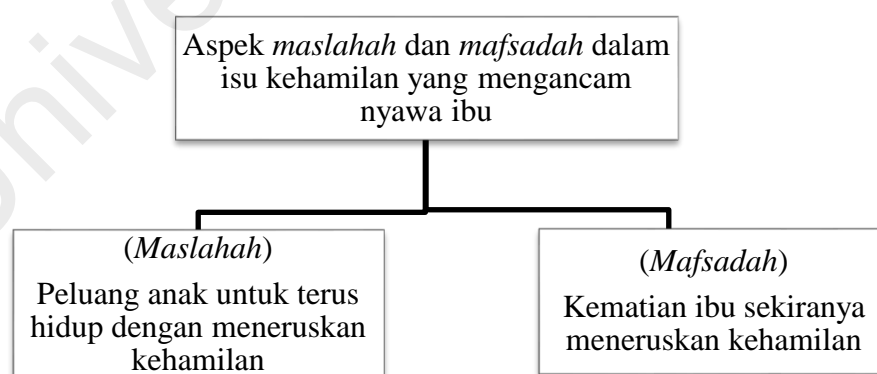 Aspek maslahah dan mafsadah dalam
isu kehamilan yang mengancam
nyawa ibu
(Maslahah)
Peluang anak untuk terus
hidup dengan meneruskan
kehamilan
(Mafsadah)
Kematian ibu sekiranya
meneruskan kehamilan